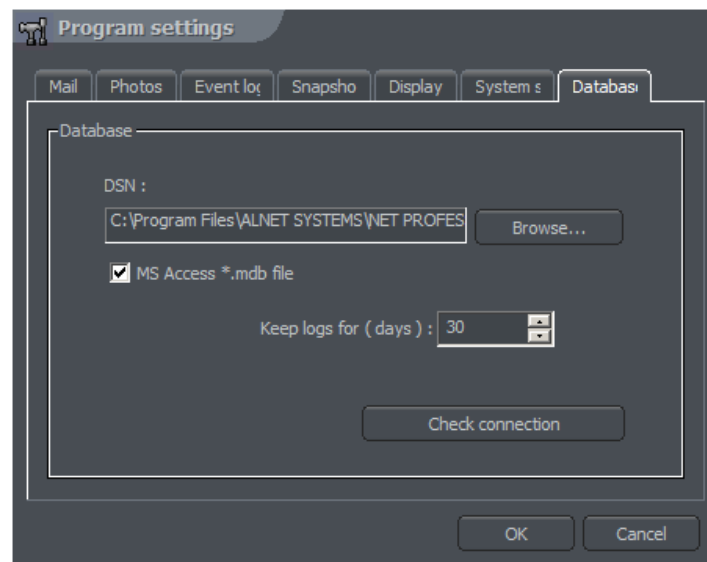 Program settings
Mail Photos Event log Snapsho Display System s Databas
Database
DSN :
C:\Program Files\ALNET SYSTEMS\NET PROFES Browse...
MS Access *.mdb file
Keep logs for ( days ) : 30
Check connection
OK Cancel